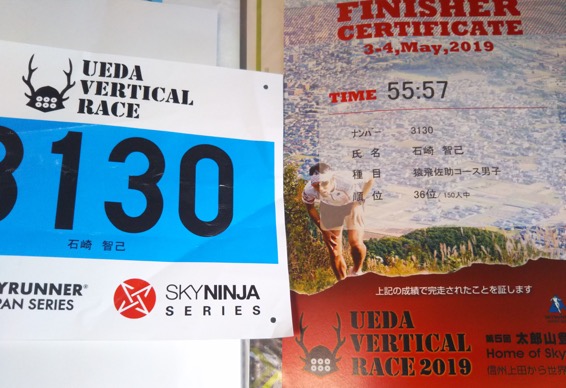 UEDA
VERTICAL
RACE
3130
石崎 智己
SKYRUNNER®
JAPAN SERIES
SKYNINJA
SERIES
FINISHER
CERTIFICATE
3-4,May,2019
TIME 55:57
ナンバー 3130
氏 名 石崎 智己
種 目 猿飛佐助コース男子
順 位 36位/150人中
上記の成績で完走されたことを証します
UEDA
VERTICAL
RACE 2019
第5回 太郎山
Home of Sky
信州上田から世界